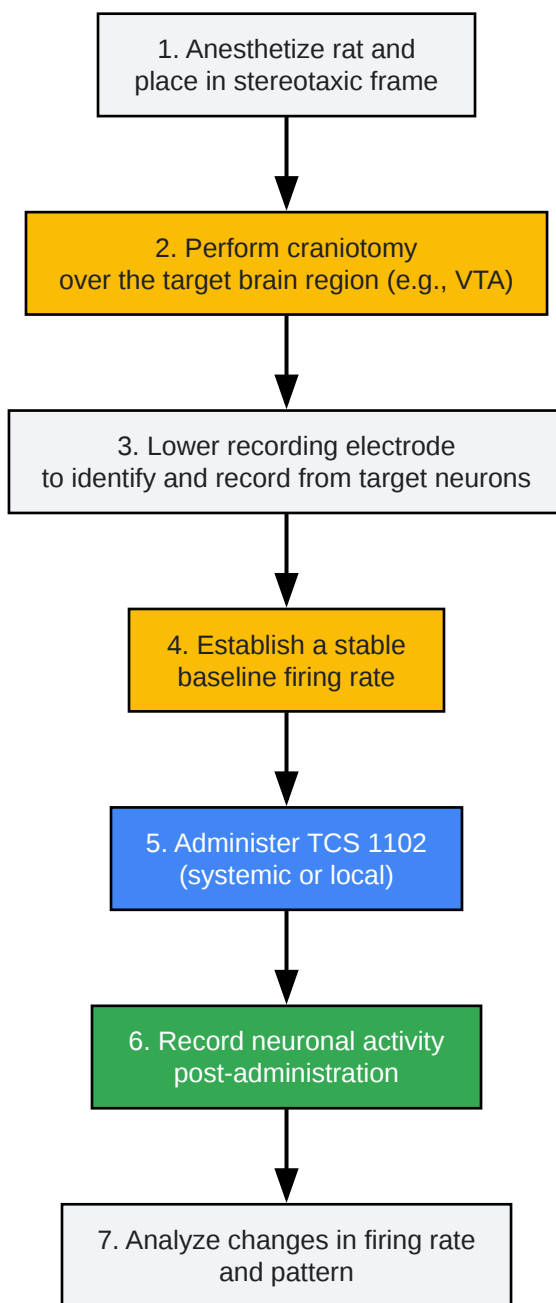 1. Anesthetize rat and
place in stereotaxic frame
2. Perform craniotomy
over the target brain region (e.g., VTA)
3. Lower recording electrode
to identify and record from target neurons
4. Establish a stable
baseline firing rate
5. Administer TCS 1102
(systemic or local)
6. Record neuronal activity
post-administration
7. Analyze changes in firing rate
and pattern